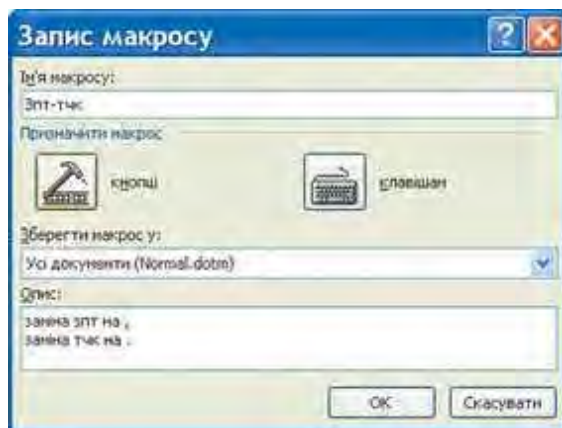 Запис макросу
Ім'я макросу:
Зпт-тчк
Призначити макрос
кнопці
клавішам
Зберегти макрос у:
Усі документи (Normal.dotm)
Опис:
заміна зпт на ,
заміна тчк на .
ОК
Скасувати